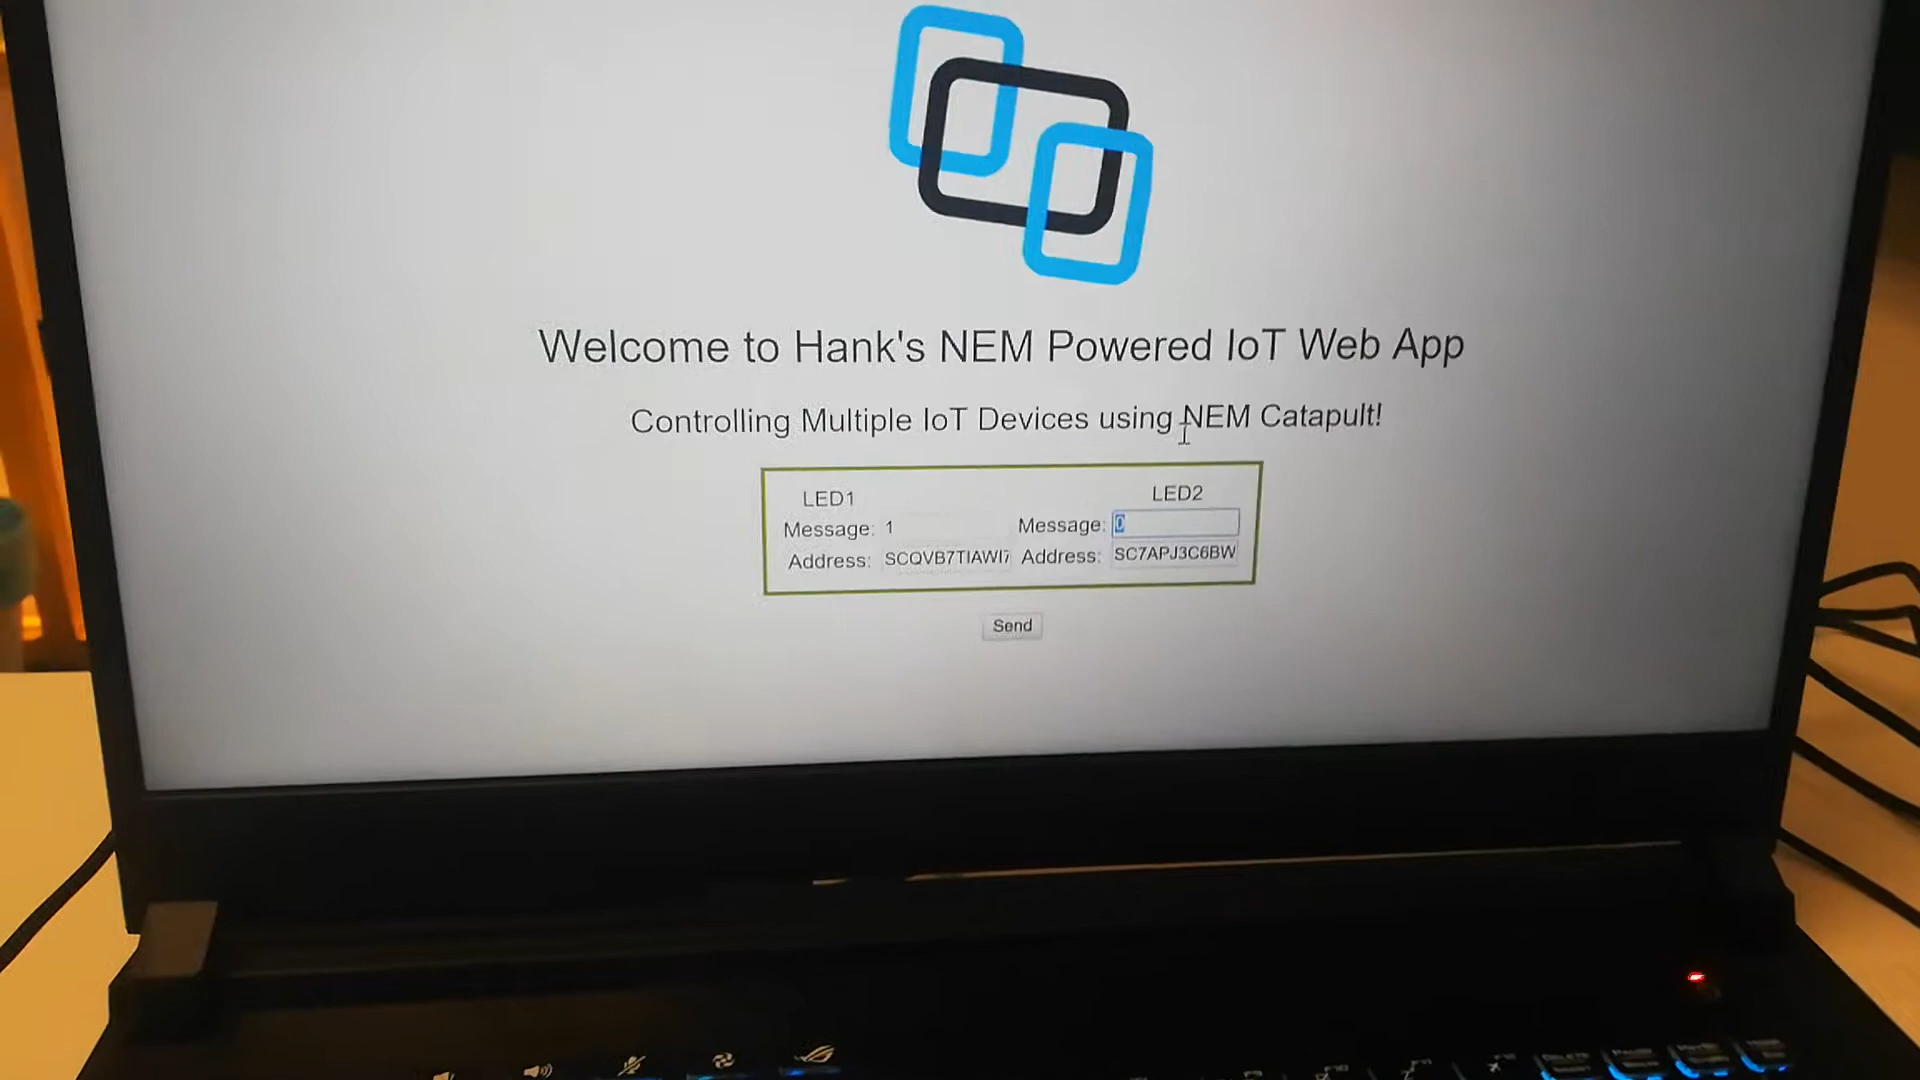 Welcome to Hank's NEM Powered IoT Web App
Controlling Multiple IoT Devices using NEM Catapult!
LED1 LED2
Message: 1 Message: 0
Address: SCQVB7TIAWI7 Address: SC7APJ3C6BW
Send